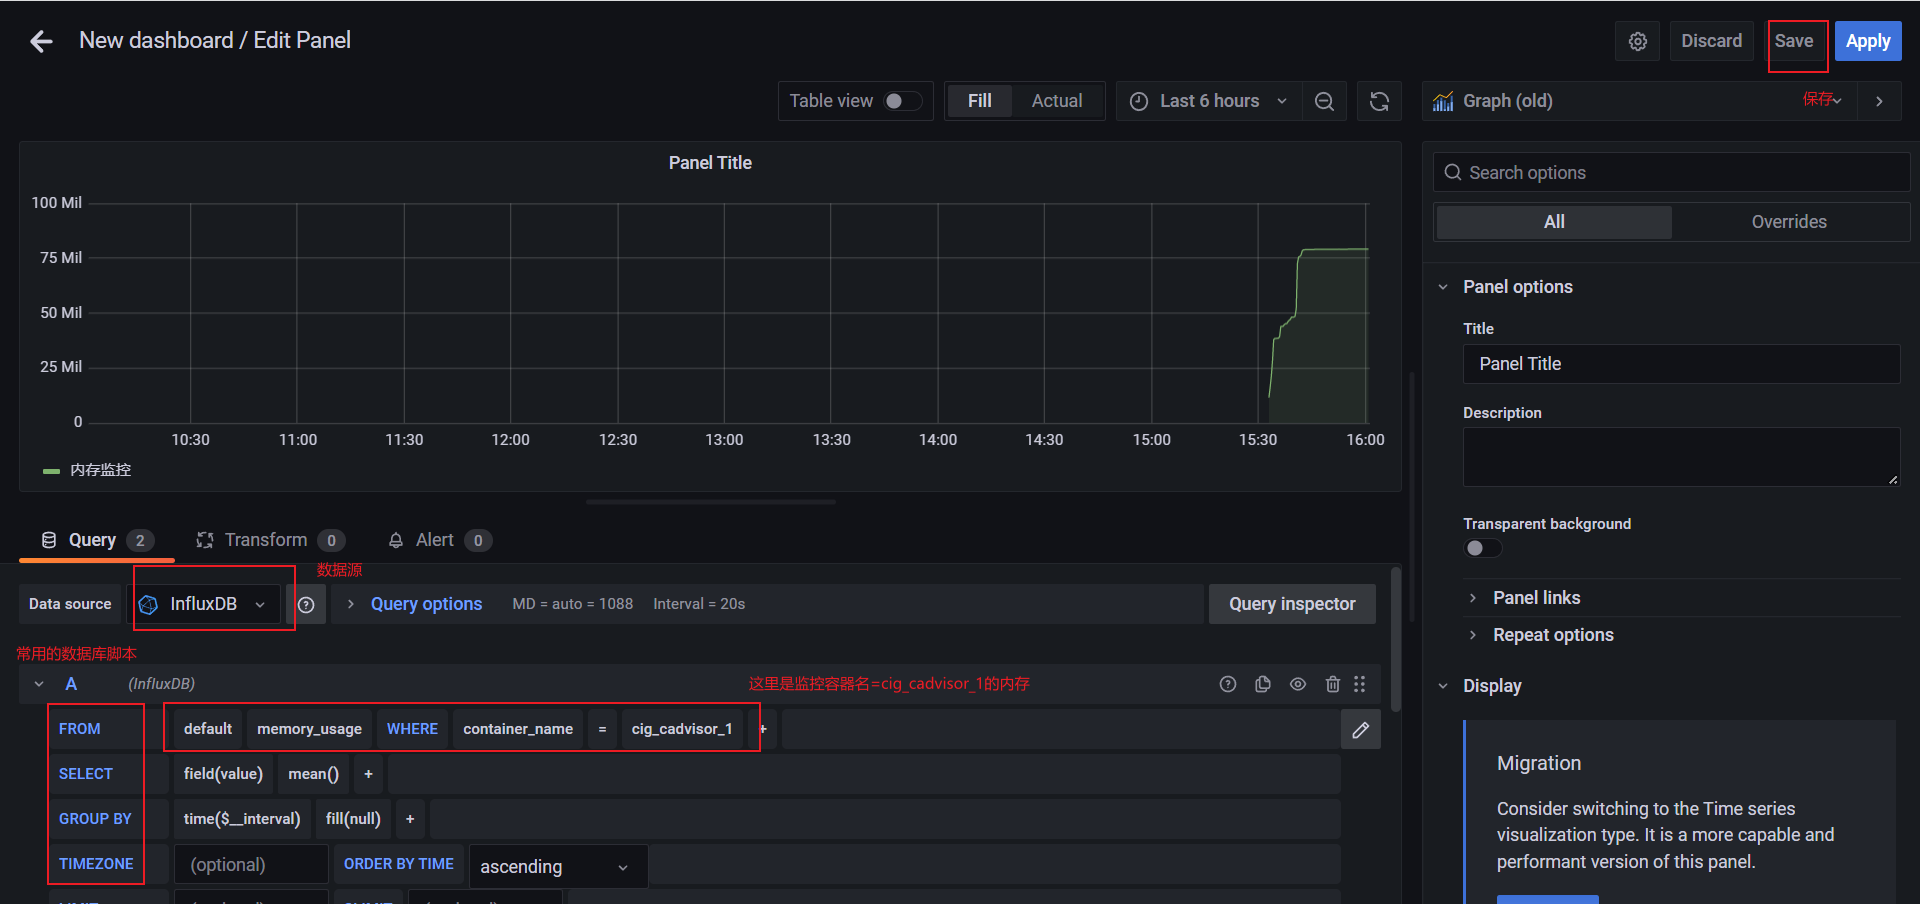 New dashboard / Edit Panel
Discard
Save
Apply
Table view
Fill
Actual
Last 6 hours
Graph (old)
保存
Panel Title
100 Mil
75 Mil
50 Mil
25 Mil
0
10:30
11:00
11:30
12:00
12:30
13:00
13:30
14:00
14:30
15:00
15:30
16:00
内存监控
Search options
All
Overrides
Panel options
Title
Panel Title
Description
Transparent background
Panel links
Repeat options
Display
Migration
Consider switching to the Time series
visualization type. It is a more capable and
performant version of this panel.
Query 2
Transform 0
Alert 0
数据源
Data source
InfluxDB
Query options
MD = auto = 1088
Interval = 20s
Query inspector
常用的数据库脚本
A
(InfluxDB)
这里是监控容器名=cig_cadvisor_1的内存
FROM default memory_usage WHERE container_name = cig_cadvisor_1 +
SELECT field(value) mean() +
GROUP BY time($__interval) fill(null) +
TIMEZONE (optional) ORDER BY TIME ascending